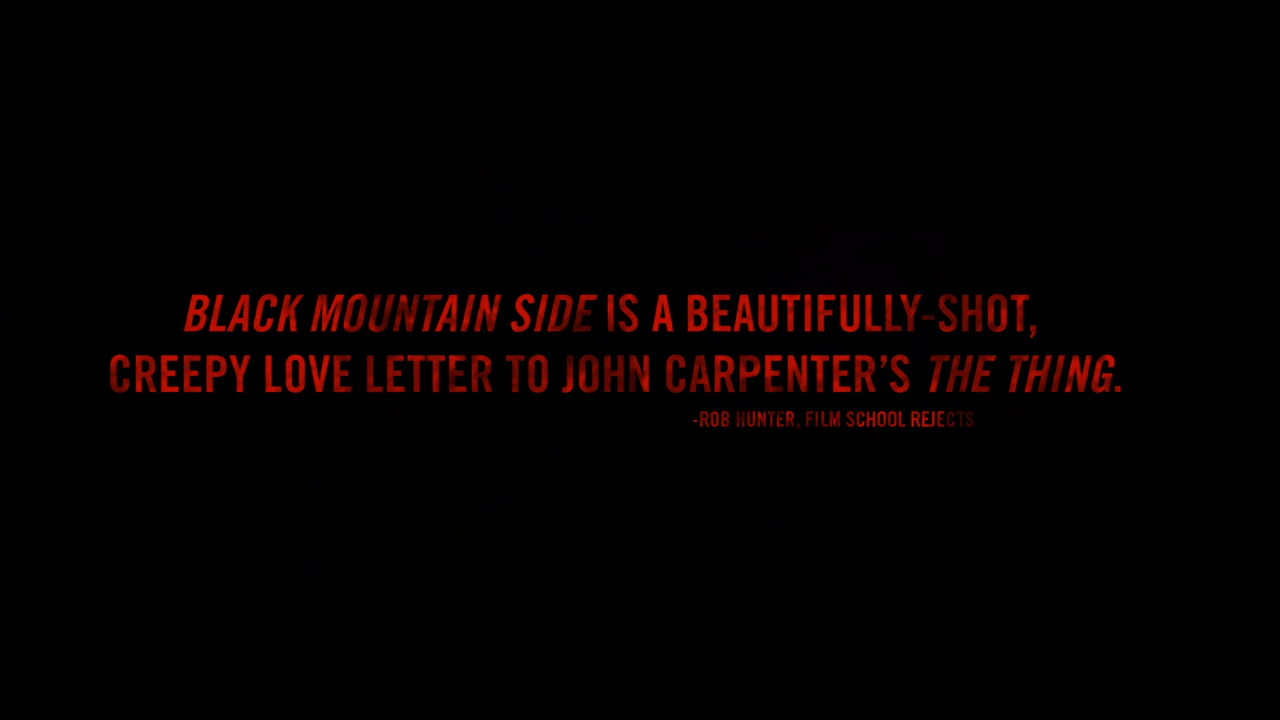 BLACK MOUNTAIN SIDE IS A BEAUTIFULLY-SHOT,
CREEPY LOVE LETTER TO JOHN CARPENTER’S THE THING.
-ROB HUNTER, FILM SCHOOL REJECTS